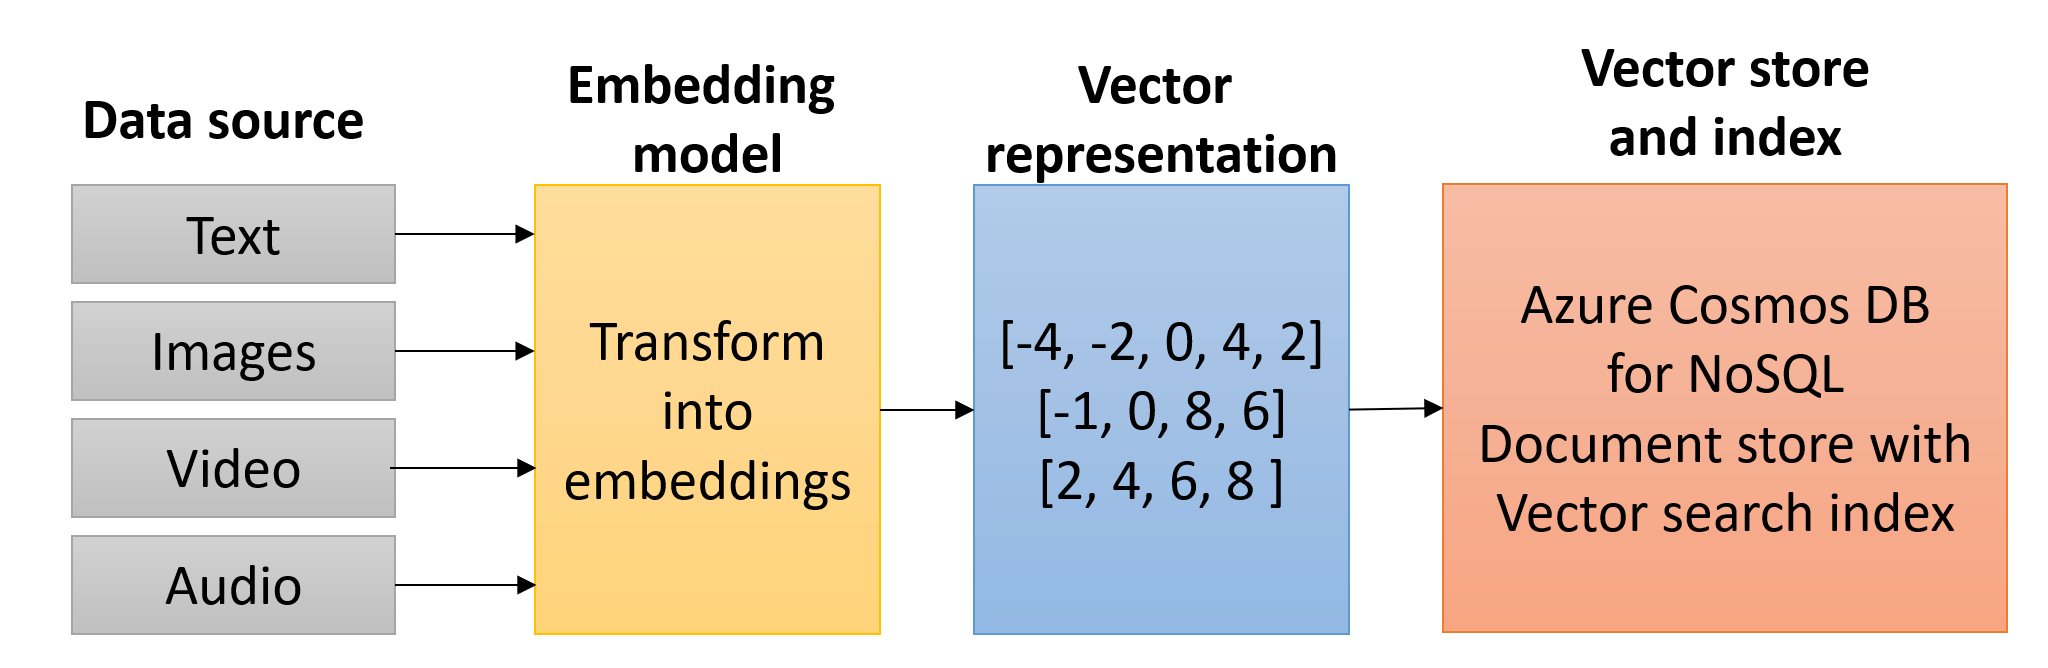 Data source
Text
Images
Video
Audio
Embedding
model
Transform
into
embeddings
Vector
representation
[-4, -2, 0, 4, 2]
[-1, 0, 8, 6]
[2, 4, 6, 8 ]
Vector store
and index
Azure Cosmos DB
for NoSQL
Document store with
Vector search index